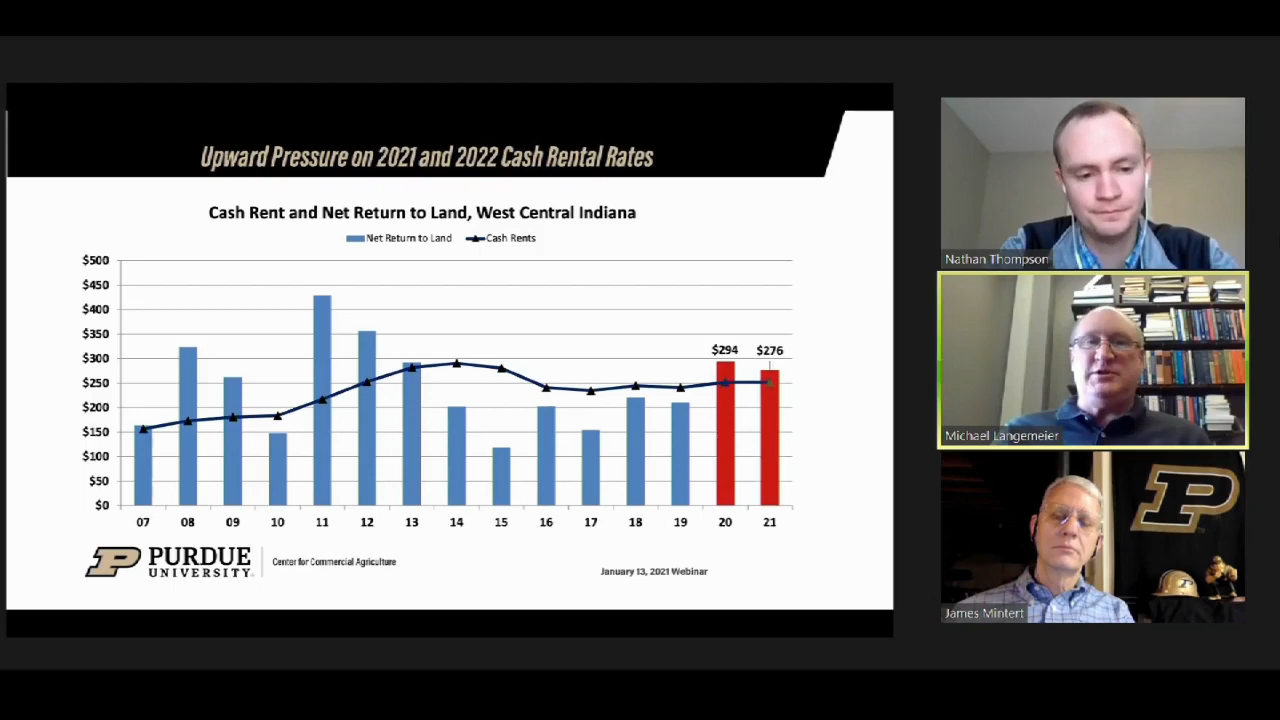 Upward Pressure on 2021 and 2022 Cash Rental Rates
Cash Rent and Net Return to Land, West Central Indiana
Net Return to Land Cash Rents
$500
$450
$400
$350
$300
$250
$200
$150
$100
$50
$0
$294 $276
07 08 09 10 11 12 13 14 15 16 17 18 19 20 21
P PURDUE UNIVERSITY
Center for Commercial Agriculture
January 13, 2021 Webinar
Nathan Thompson
Michael Langemeier
P
P
James Mintert